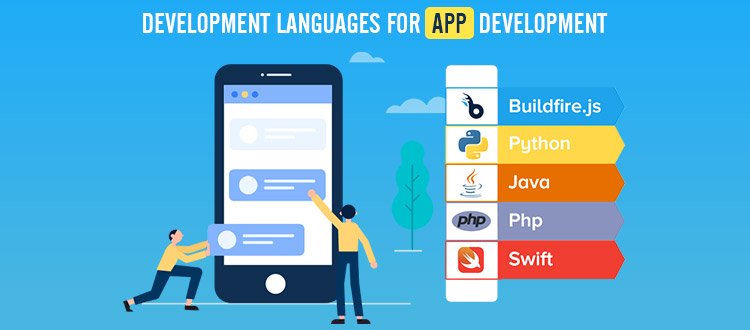 DEVELOPMENT LANGUAGES FOR APP DEVELOPMENT
Buildfire.js
Python
Java
php Php
Swift